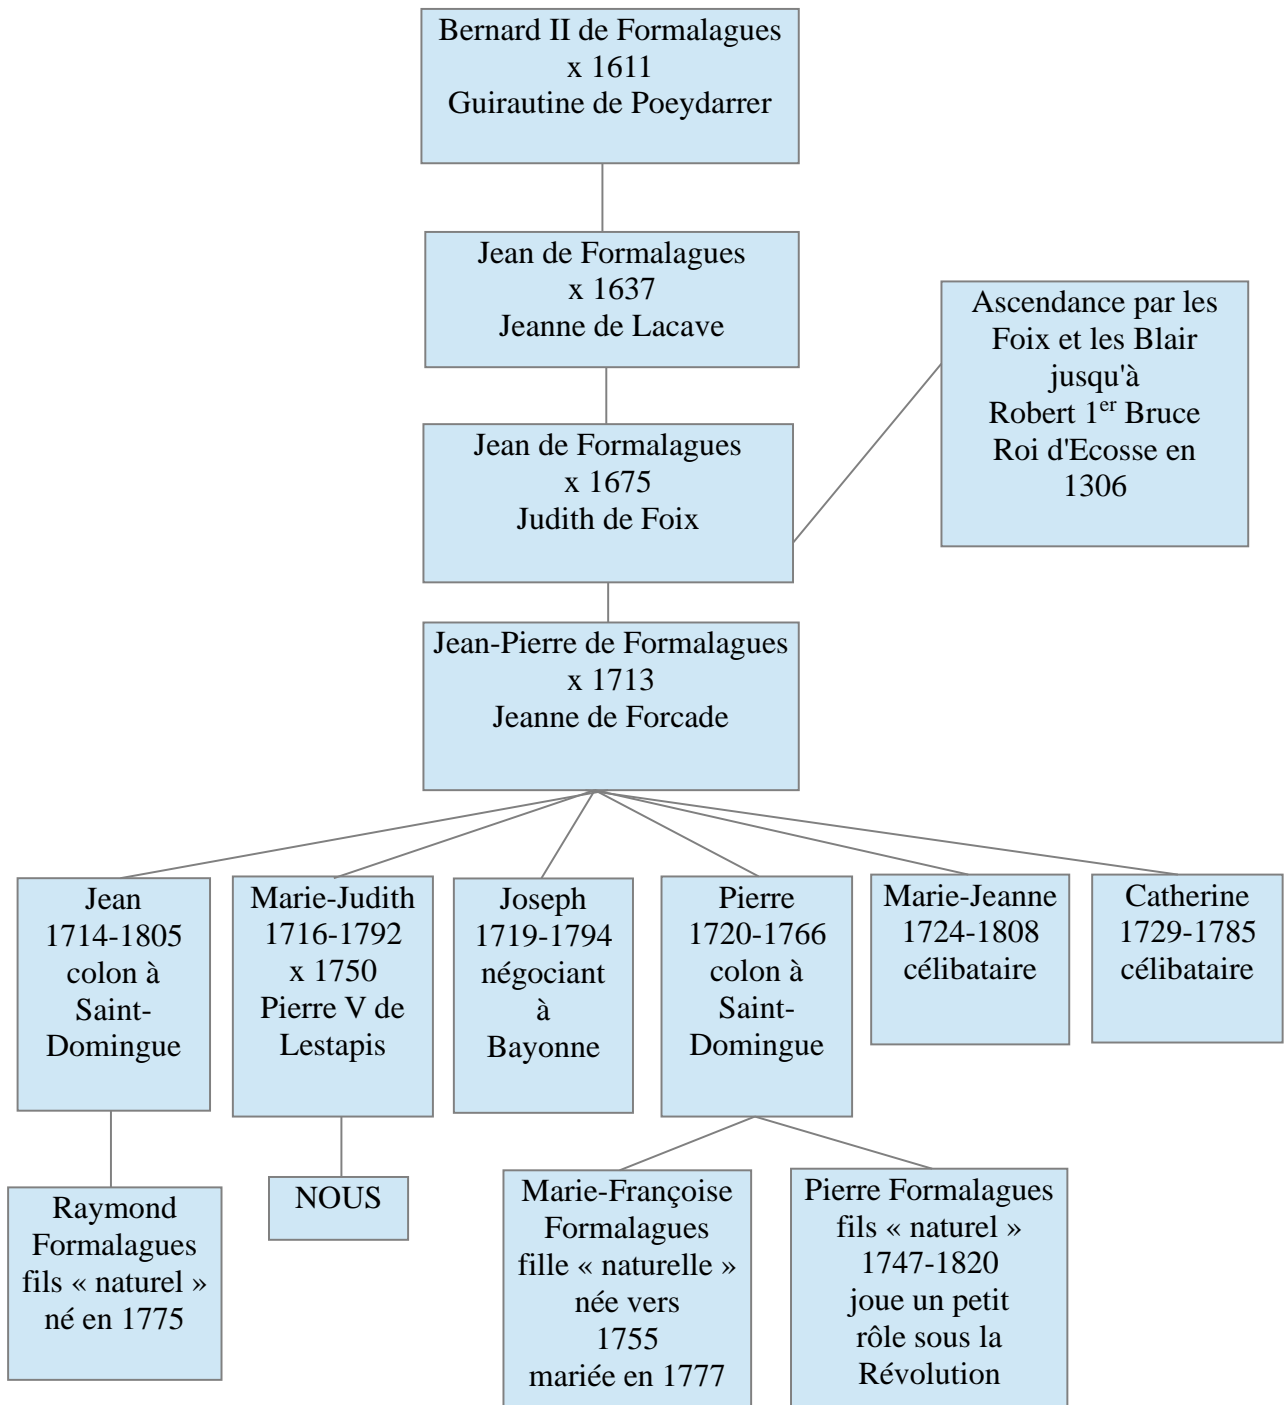 Bernard II de Formalagues
x 1611
Guirautine de Poeydarrer
Jean de Formalagues
x 1637
Jeanne de Lacave
Ascendance par les
Foix et les Blair
jusqu'à
Robert 1er Bruce
Roi d'Ecosse en
1306
Jean de Formalagues
x 1675
Judith de Foix
Jean-Pierre de Formalagues
x 1713
Jeanne de Forcade
Jean
1714-1805
colon à
Saint-
Domingue
Marie-Judith
1716-1792
x 1750
Pierre V de
Lestapis
Joseph
1719-1794
négociant
à
Bayonne
Pierre
1720-1766
colon à
Saint-
Domingue
Marie-Jeanne
1724-1808
célibataire
Catherine
1729-1785
célibataire
Raymond
Formalagues
fils « naturel »
né en 1775
NOUS
Marie-Françoise
Formalagues
fille « naturelle »
née vers
1755
mariée en 1777
Pierre Formalagues
fils « naturel »
1747-1820
joue un petit
rôle sous la
Révolution